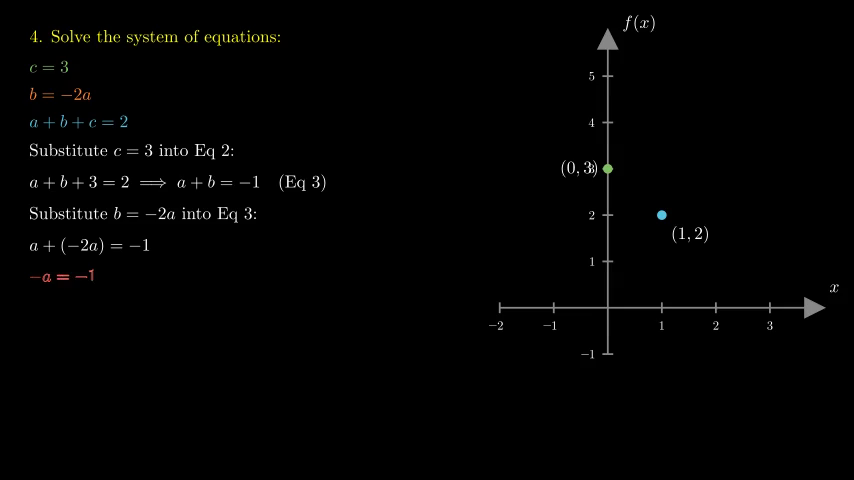 4. Solve the system of equations:
c = 3
b = −2a
a + b + c = 2
Substitute c = 3 into Eq 2:
a + b + 3 = 2 ⟹ a + b = −1 (Eq 3)
Substitute b = −2a into Eq 3:
a + (−2a) = −1
−a = −1
f(x)
5
4
(0, 3)
3
2
(1, 2)
1
x
−2 −1 1 2 3
−1